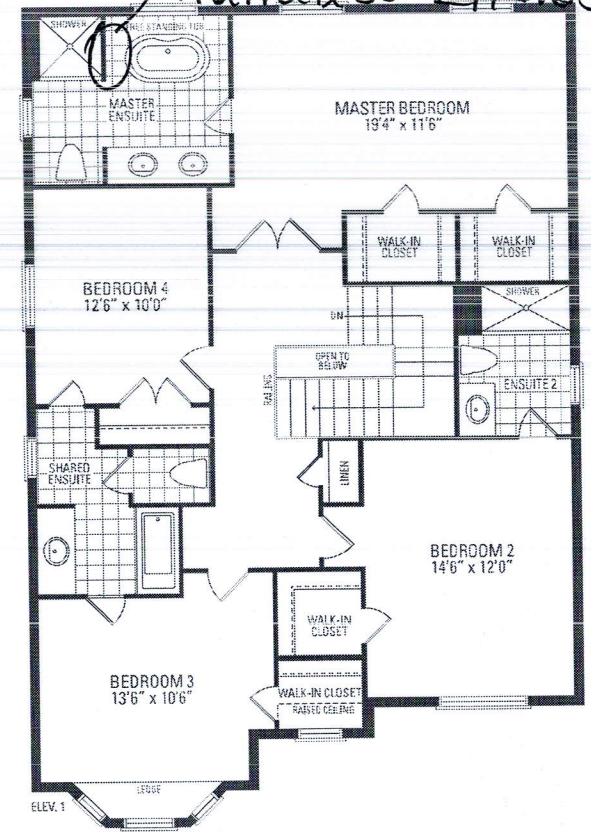 SHOWER
FREE STANDING TUB
MASTER
ENSUITE
MASTER BEDROOM
19'4" x 11'6"
WALK-IN
CLOSET
WALK-IN
CLOSET
BEDROOM 4
12'6" x 10'0"
DN
OPEN TO
BELOW
RAILING
SHOWER
ENSUITE 2
SHARED
ENSUITE
LINEN
BEDROOM 2
14'6" x 12'0"
WALK-IN
CLOSET
BEDROOM 3
13'6" x 10'6"
WALK-IN CLOSET
RAISED CEILING
LEDGE
ELEV. 1